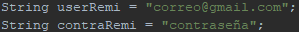 String userRemi = "correo@gmail.com";
String contraRemi = "contraseña";